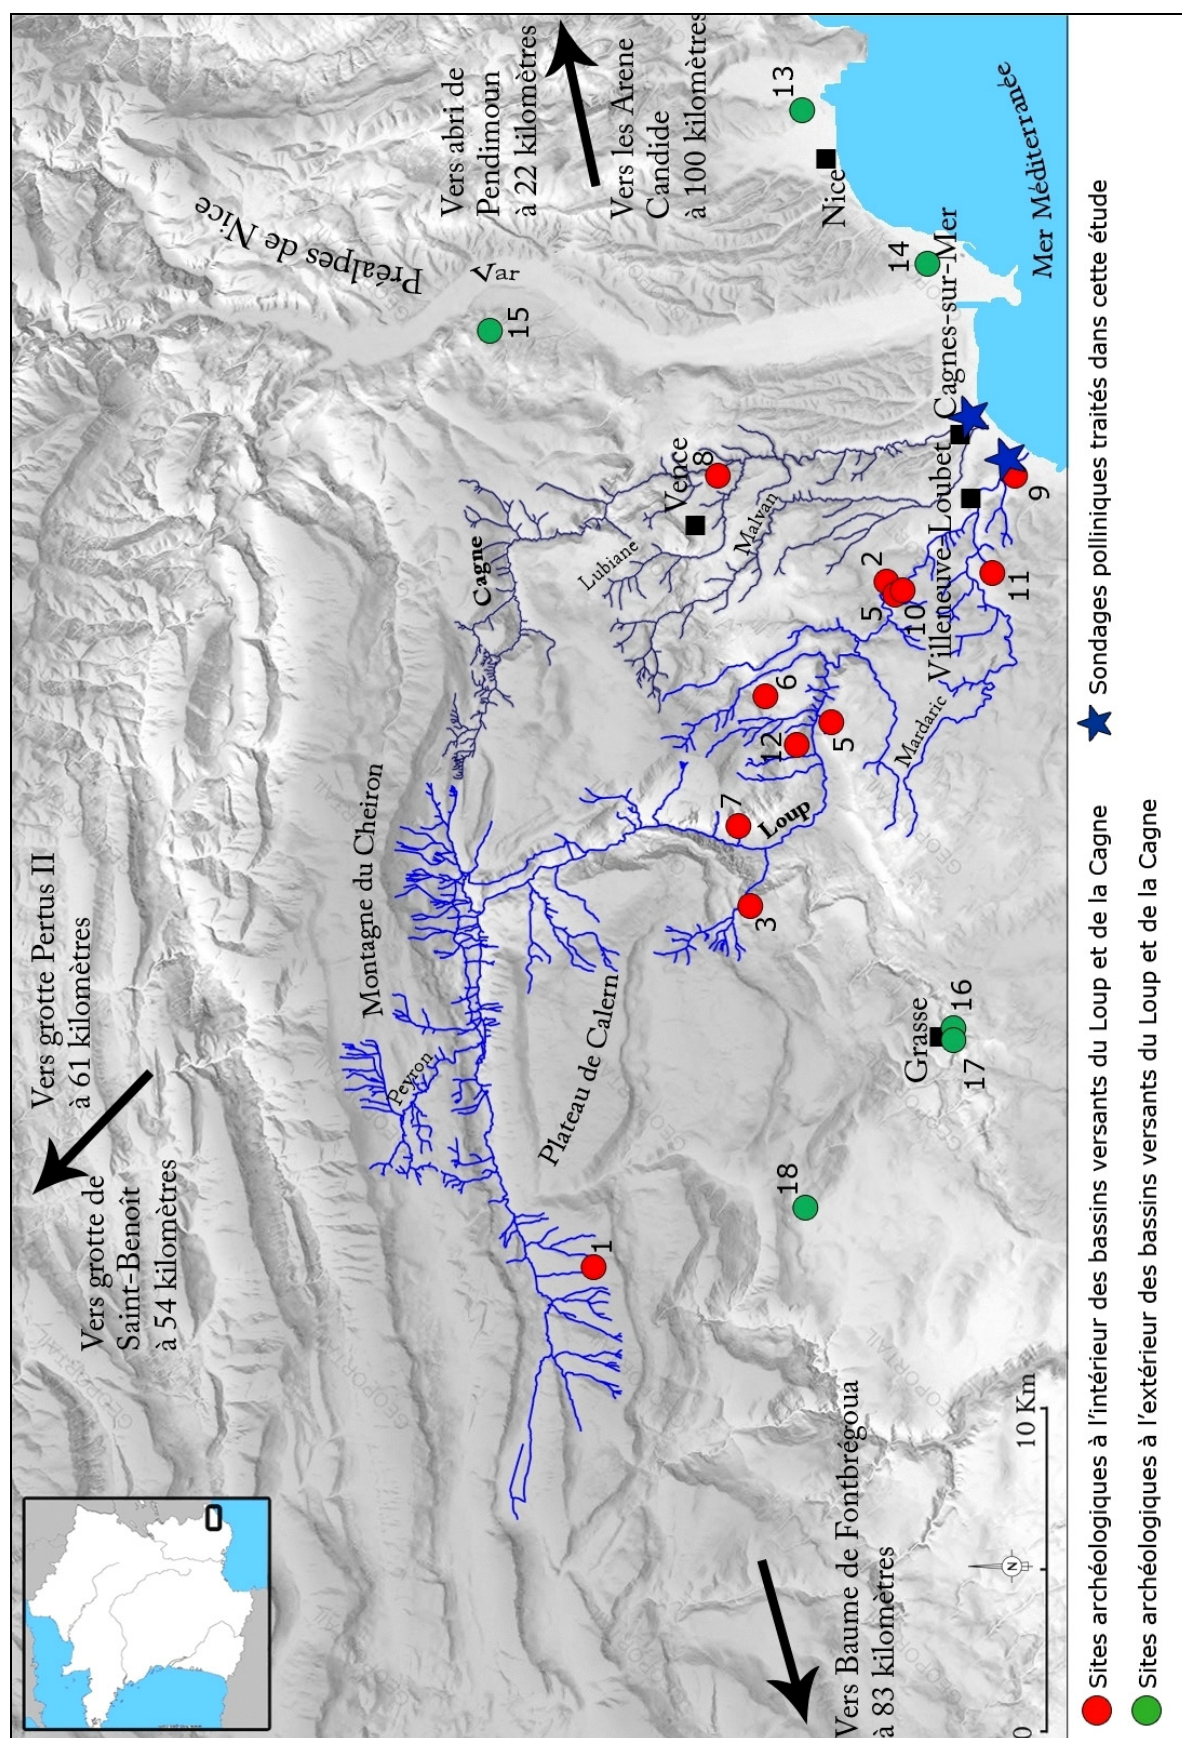 Vers grotte Pertus II
à 61 kilomètres
Vers grotte de
Saint-Benoît
à 54 kilomètres
Préalpes de Nice
Vers abri de
Pendimoun
à 22 kilomètres
Vers les Arene
Candide
à 100 kilomètres
Var
15
Montagne du Cheiron
Cagne
Peyron
Plateau de Calern
Lubiane
Vence
8
Malvan
1
3
7
Loup
6
12
5
2
5
10
13
Nice
14
Cagnes-sur-Mer
Villeneuve-Loubet
Mardaric
9
11
Mer Méditerranée
18
Grasse
16
17
Vers Baume de Fontbrégoua
à 83 kilomètres
N
0
10 Km
Sites archéologiques à l'intérieur des bassins versants du Loup et de la Cagne
Sondages polliniques traités dans cette étude
Sites archéologiques à l'extérieur des bassins versants du Loup et de la Cagne